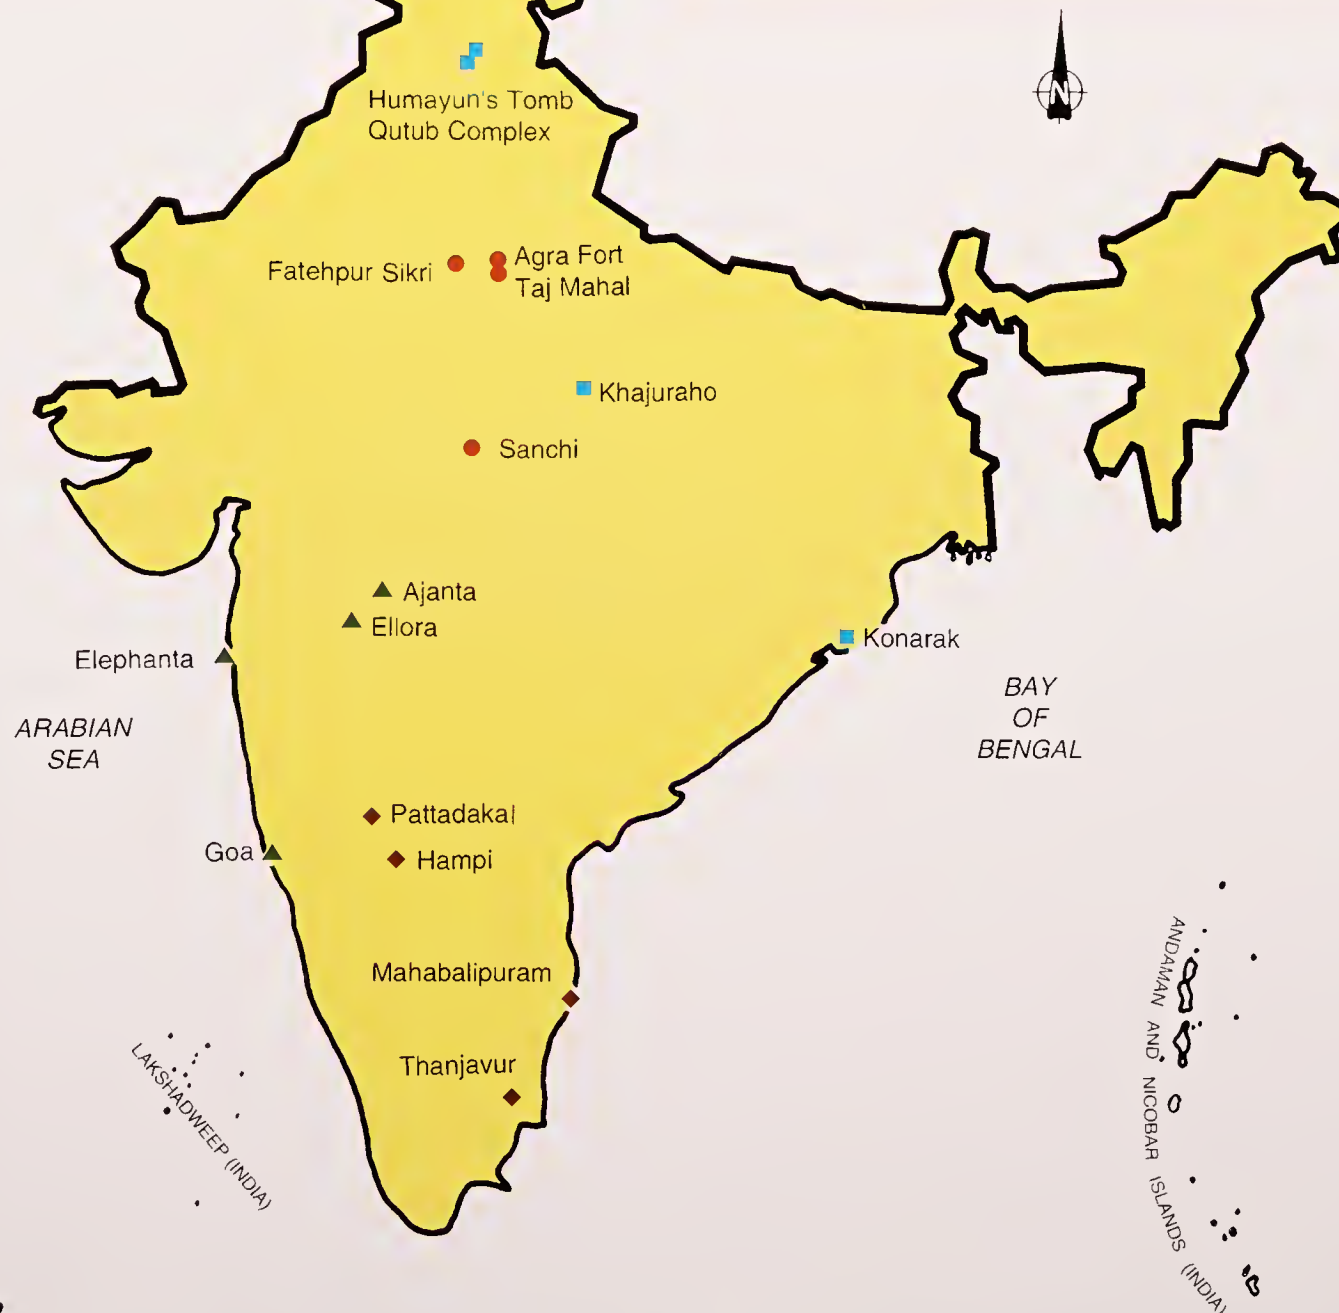 N
Humayun's Tomb
Qutub Complex
Agra Fort
Fatehpur Sikri
Taj Mahal
Khajuraho
Sanchi
Ajanta
Ellora
Konarak
Elephanta
BAY
OF
BENGAL
ARABIAN
SEA
Pattadakal
Goa
Hampi
Mahabalipuram
Thanjavur
LAKSHADWEEP (INDIA)
ANDAMAN AND NICOBAR ISLANDS (INDIA)